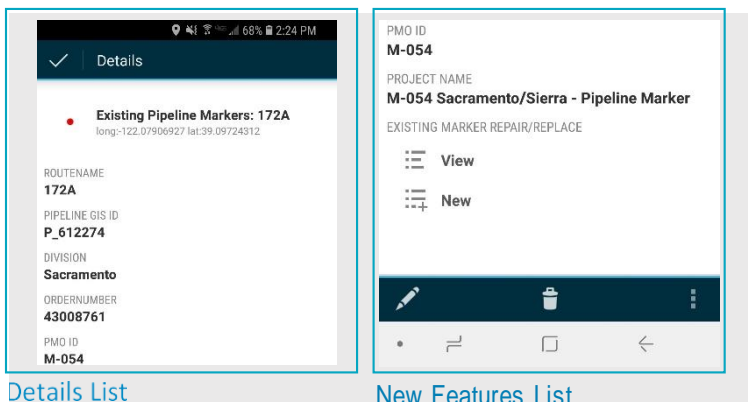 68% 2:24 PM
Details
Existing Pipeline Markers: 172A
long:-122.07906927 lat:39.09724312
ROUTENAME
172A
PIPELINE GIS ID
P_612274
DIVISION
Sacramento
ORDERNUMBER
43008761
PMO ID
M-054
Details List
PMO ID
M-054
PROJECT NAME
M-054 Sacramento/Sierra - Pipeline Marker
EXISTING MARKER REPAIR/REPLACE
View
New
New Features List